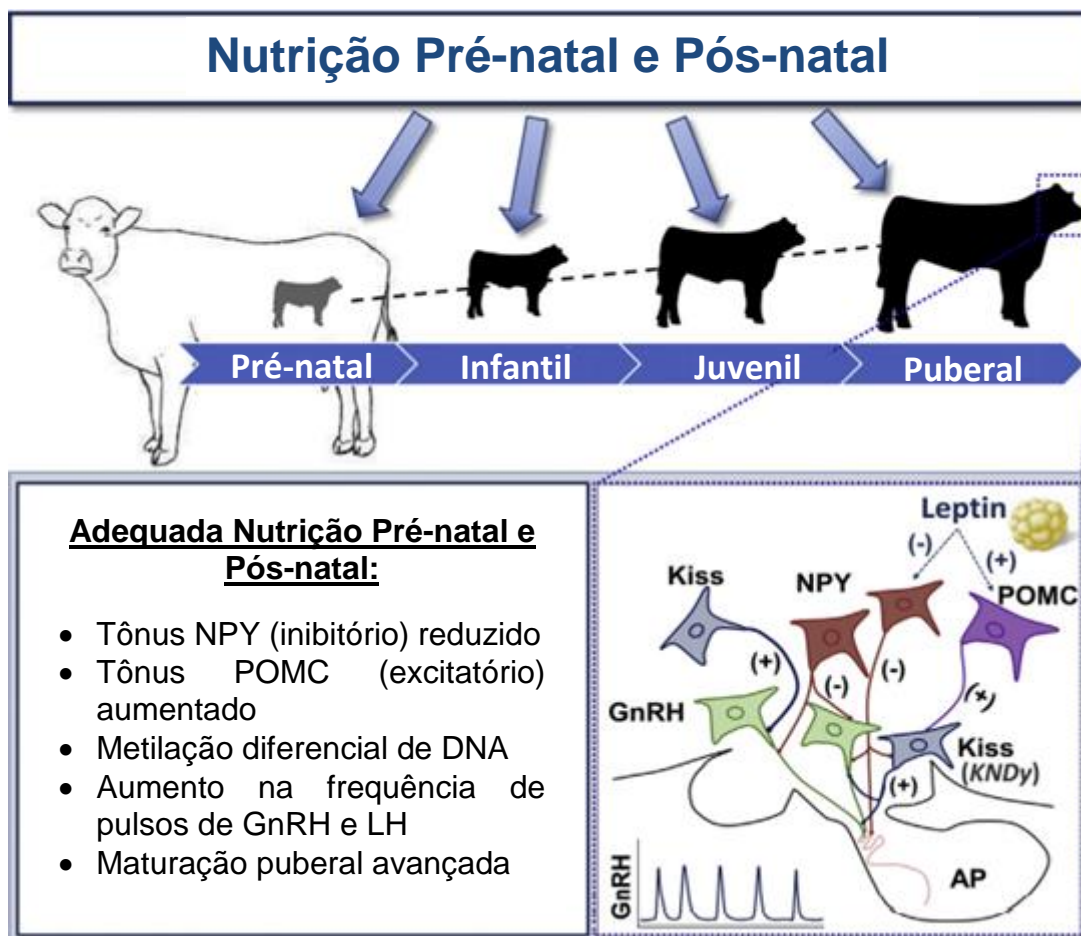 Nutrição Pré-natal e Pós-natal
Pré-natal
Infantil
Juvenil
Puberal
Adequada Nutrição Pré-natal e
Pós-natal:
• Tônus NPY (inibitório) reduzido
• Tônus POMC (excitatório)
aumentado
• Metilação diferencial de DNA
• Aumento na frequência de
pulsos de GnRH e LH
• Maturação puberal avançada
Leptin
(-)
(+)
Kiss
NPY
POMC
(+)
(-)
(-)
(+)
GnRH
Kiss
(KNDy)
(+)
AP
GnRH